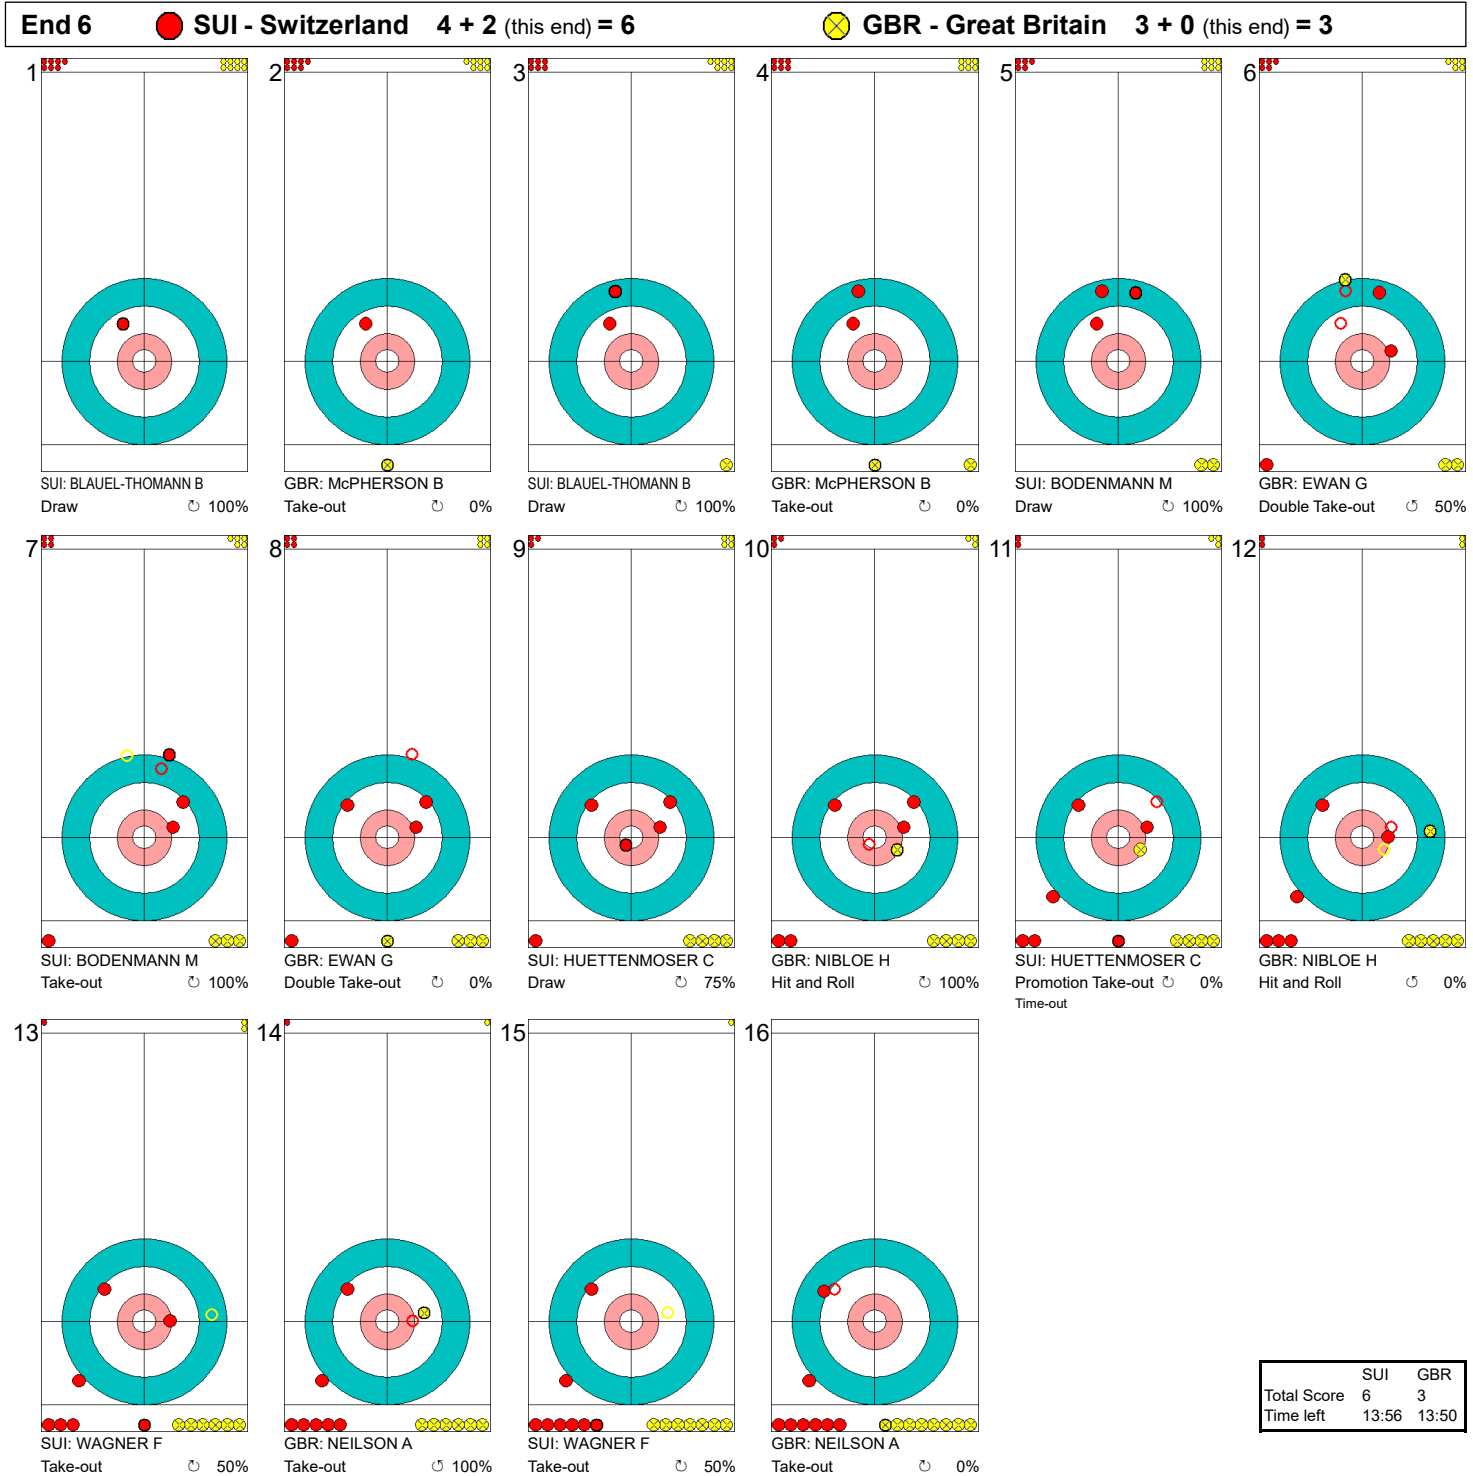 End 6 SUI - Switzerland 4 + 2 (this end) = 6 GBR - Great Britain 3 + 0 (this end) = 3
1 2 3 4 5 6
SUI: BLAUEL-THOMANN B GBR: McPHERSON B SUI: BLAUEL-THOMANN B GBR: McPHERSON B SUI: BODENMANN M GBR: EWAN G
Draw ↻ 100% Take-out ↻ 0% Draw ↻ 100% Take-out ↻ 0% Draw ↻ 100% Double Take-out ↺ 50%
7 8 9 10 11 12
SUI: BODENMANN M GBR: EWAN G SUI: HUETTENMOSER C GBR: NIBLOE H SUI: HUETTENMOSER C GBR: NIBLOE H
Take-out ↻ 100% Double Take-out ↻ 0% Draw ↻ 75% Hit and Roll ↻ 100% Promotion Take-out ↻ 0% Hit and Roll ↺ 0%
Time-out
13 14 15 16
SUI GBR
Total Score 6 3
Time left 13:56 13:50
SUI: WAGNER F GBR: NEILSON A SUI: WAGNER F GBR: NEILSON A
Take-out ↻ 50% Take-out ↺ 100% Take-out ↻ 50% Take-out ↻ 0%